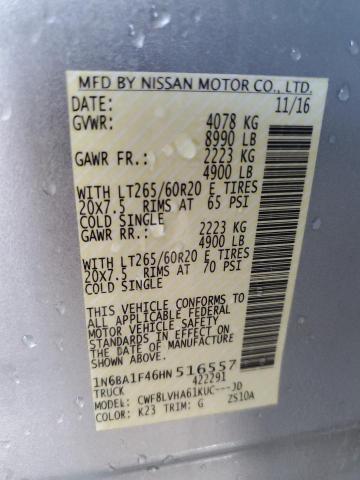 MFD BY NISSAN MOTOR CO., LTD.
DATE: 11/16
GVWR: 4078 KG
8990 LB
GAWR FR.: 2223 KG
4900 LB
WITH LT265/60R20 E TIRES
20X7.5 RIMS AT 65 PSI
COLD SINGLE
GAWR RR.: 2223 KG
4900 LB
WITH LT265/60R20 E TIRES
20X7.5 RIMS AT 70 PSI
COLD SINGLE
THIS VEHICLE CONFORMS TO
ALL APPLICABLE FEDERAL
MOTOR VEHICLE SAFETY
STANDARDS IN EFFECT ON
THE DATE OF MANUFACTURE
SHOWN ABOVE.
1N6BA1F46HN516557
TRUCK 422291
MODEL: CWF8LVHA61KUC---JD
COLOR: K23 TRIM: G ZS10A